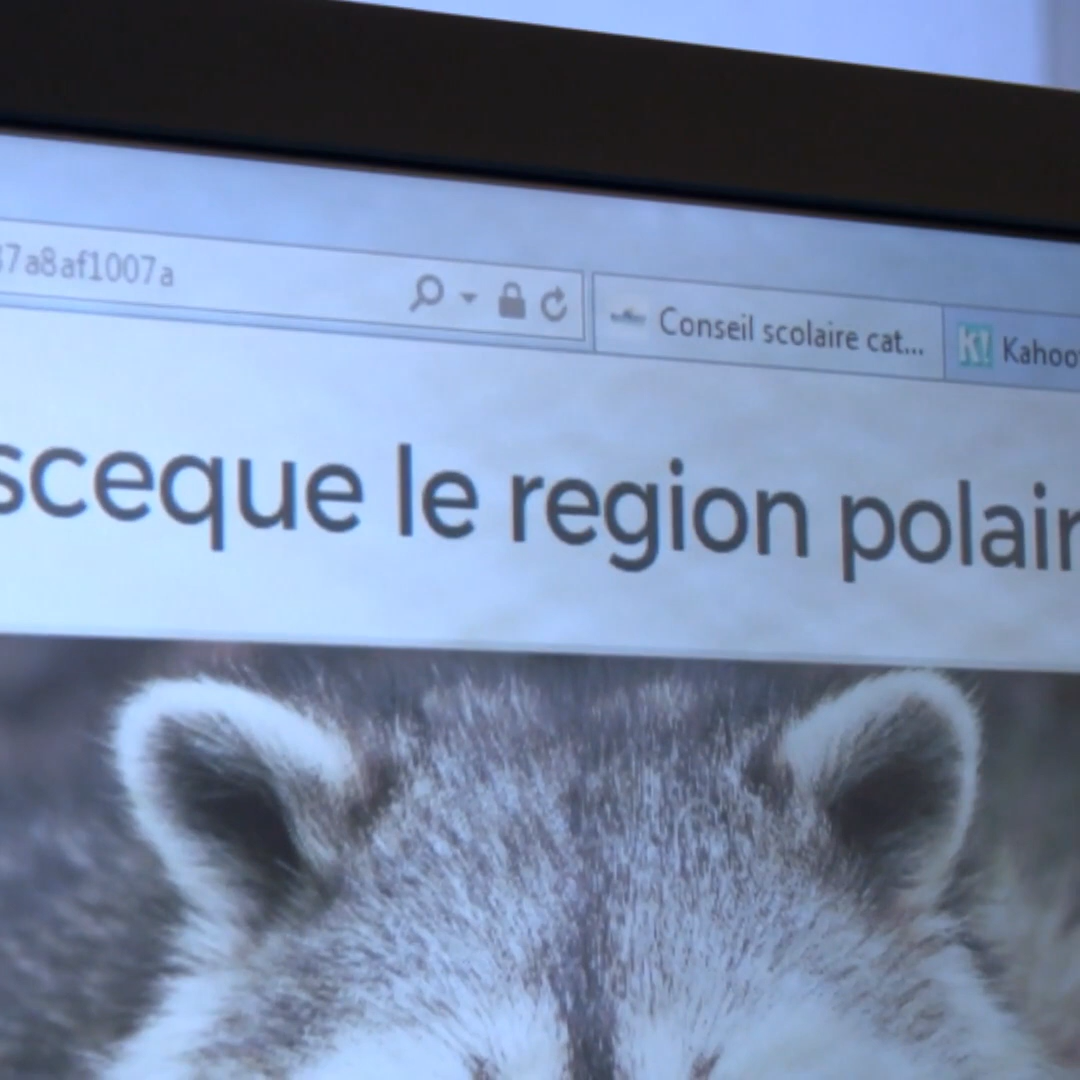 7a8af1007a
Conseil scolaire cat...
K! Kahoo
sceque le region polair